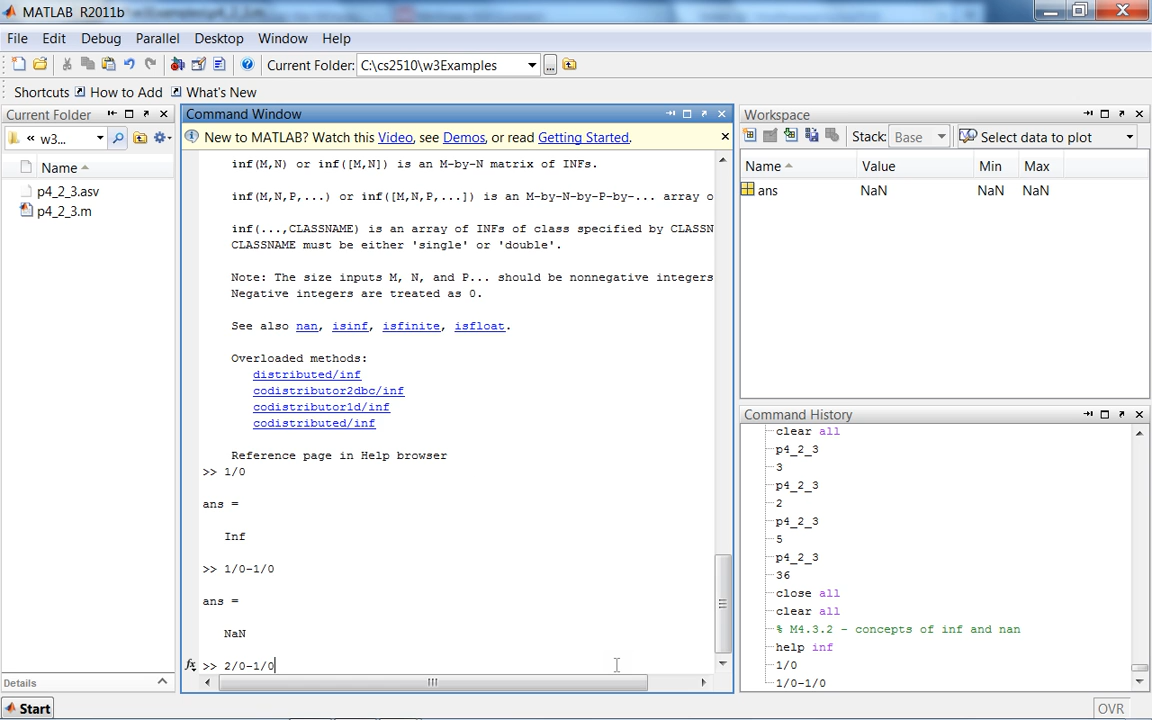 MATLAB R2011b
File Edit Debug Parallel Desktop Window Help
Current Folder: C:\cs2510\w3Examples ...
Shortcuts How to Add What's New
Current Folder
« w3...
Name
p4_2_3.asv
p4_2_3.m
Details
Command Window
New to MATLAB? Watch this Video, see Demos, or read Getting Started.
inf(M,N) or inf([M,N]) is an M-by-N matrix of INFs.
inf(M,N,P,...) or inf([M,N,P,...]) is an M-by-N-by-P-by-... array o
inf(...,CLASSNAME) is an array of INFs of class specified by CLASSN
CLASSNAME must be either 'single' or 'double'.
Note: The size inputs M, N, and P... should be nonnegative integers
Negative integers are treated as 0.
See also nan, isinf, isfinite, isfloat.
Overloaded methods:
distributed/inf
codistributor2dbc/inf
codistributor1d/inf
codistributed/inf
Reference page in Help browser
>> 1/0
ans =
Inf
>> 1/0-1/0
ans =
NaN
fx >> 2/0-1/0
Workspace
Stack: Base Select data to plot
Name Value Min Max
ans NaN NaN NaN
Command History
clear all
p4_2_3
3
p4_2_3
2
p4_2_3
5
p4_2_3
36
close all
clear all
% M4.3.2 - concepts of inf and nan
help inf
1/0
1/0-1/0
Start
OVR